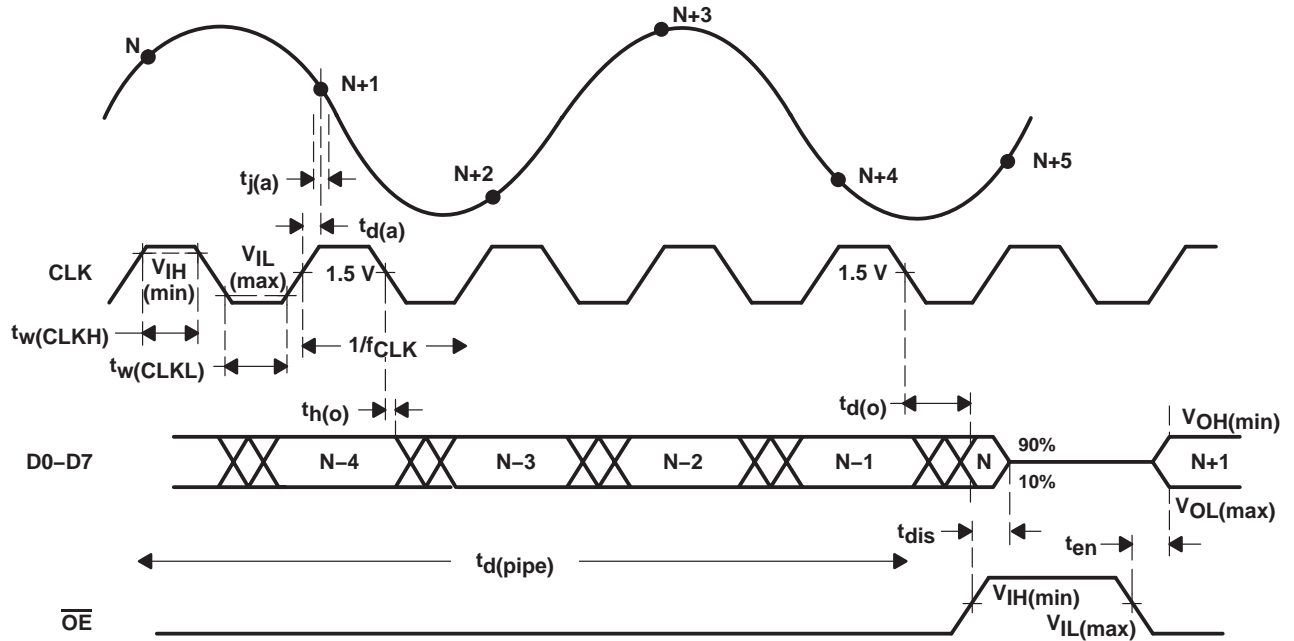 N
N+1
N+2
N+3
N+4
N+5
tj(a)
td(a)
CLK
VIH
(min)
VIL
(max)
1.5 V
1.5 V
tw(CLKH)
tw(CLKL)
1/fCLK
th(o)
td(o)
D0–D7
N–4
N–3
N–2
N–1
N
90%
10%
VOH(min)
N+1
VOL(max)
tdis
ten
td(pipe)
OE
VIH(min)
VIL(max)